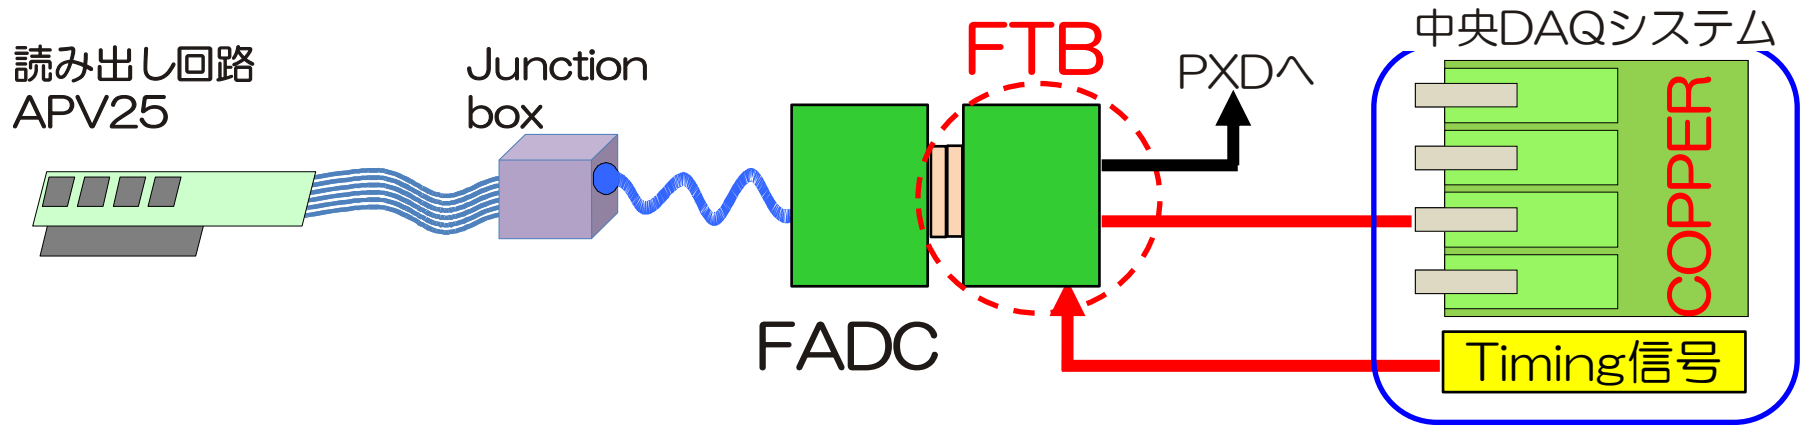 読み出し回路
APV25
Junction
box
FADC
FTB
PXDへ
中央DAQシステム
COPPER
Timing信号